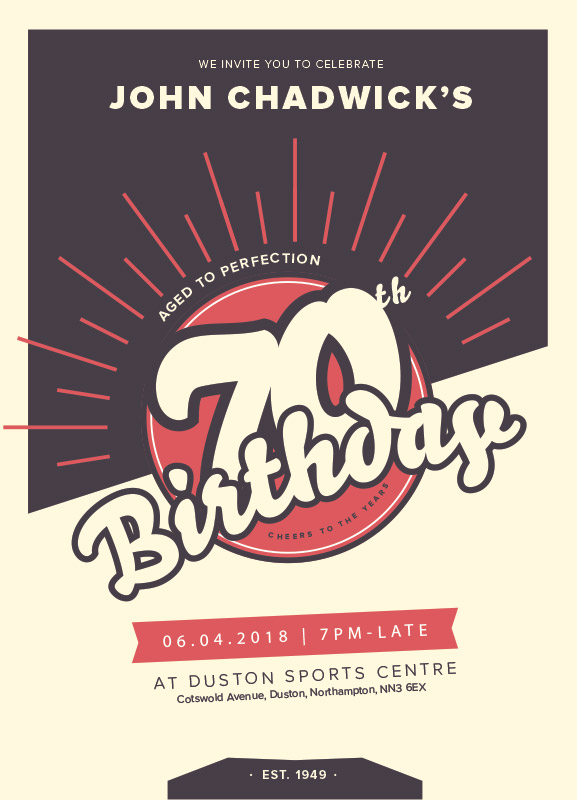 WE INVITE YOU TO CELEBRATE
JOHN CHADWICK’S
AGED TO PERFECTION
70th
Birthday
CHEERS TO THE YEARS
06.04.2018 | 7PM-LATE
AT DUSTON SPORTS CENTRE
Cotswold Avenue, Duston, Northampton, NN3 6EX
· EST. 1949 ·